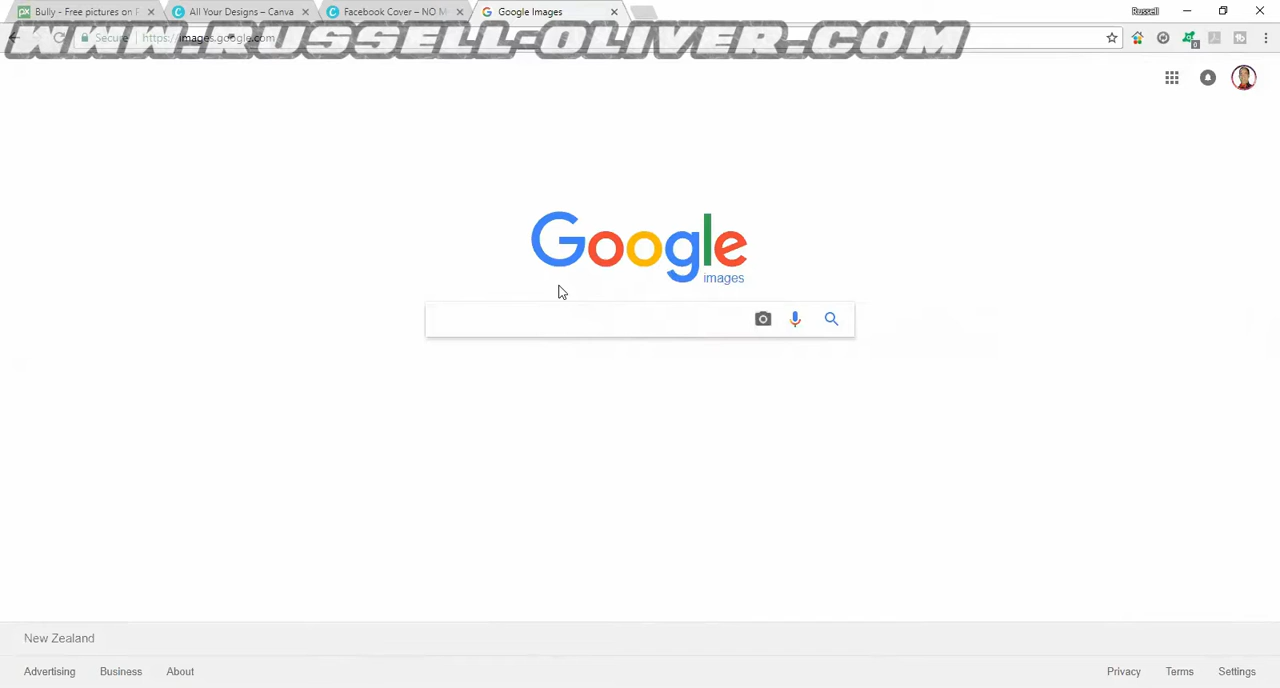 Bully - Free pictures on P
All Your Designs – Canva
Facebook Cover – NO M
Google Images
Russell
WWW.RUSSELL-OLIVER.COM
Secure
https://images.google.com
Google
images
New Zealand
Advertising Business About
Privacy Terms Settings